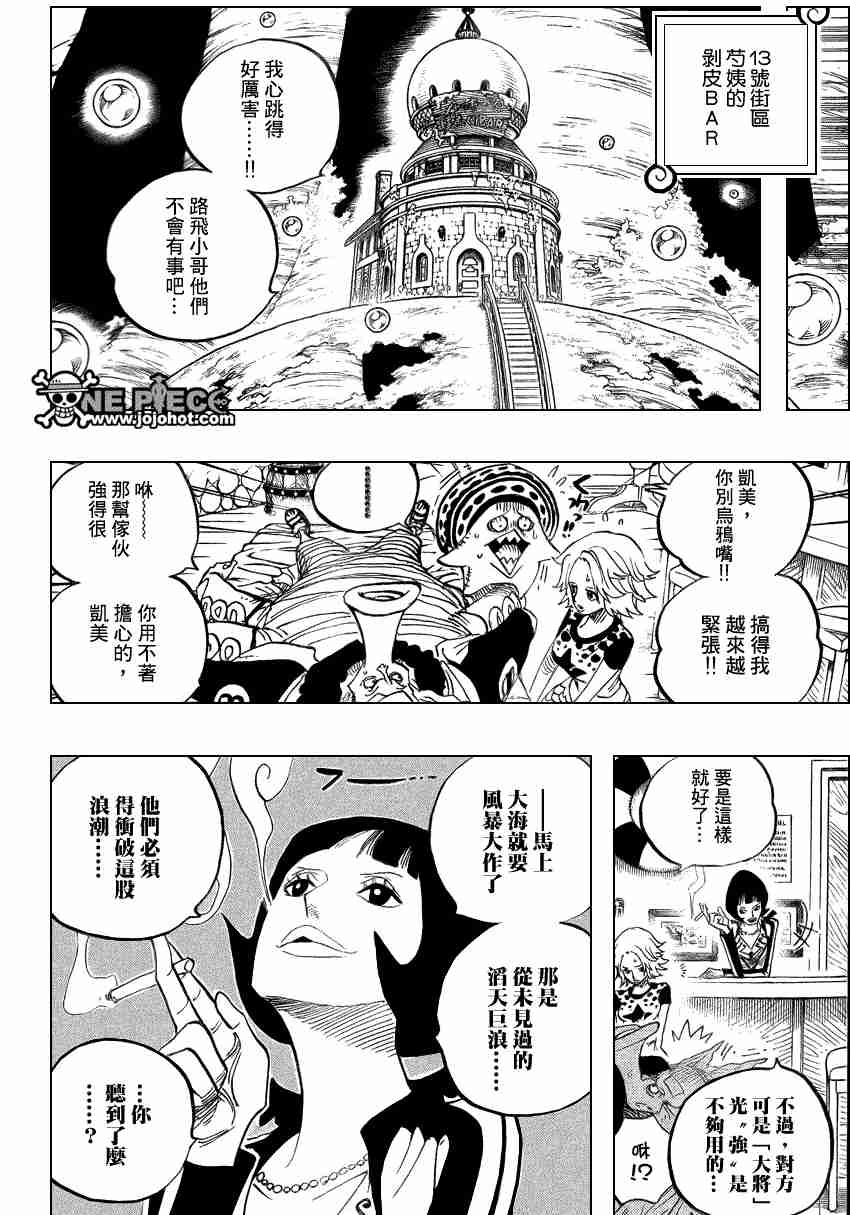 13號街區
芍姨的
剝皮BAR
我心跳得
好厲害……!!
路飛小哥他們
不會有事吧…
ONE PIECE
www.jojohot.com
凱美，
你別烏鴉嘴!!
搞得我
越來越
緊張!!
………
咻~~~
那幫傢伙
強得很
你用不著
擔心的，
凱美
要是這樣
就好了…
不過，對方
可是「大將」
光〝強〞是
不夠用的…
咻!?
フー
——馬上
大海就要
風暴大作了
那是
從未見過的
滔天巨浪……
他們必須
得衝破這股
浪潮……
…你
聽到了麼
……?